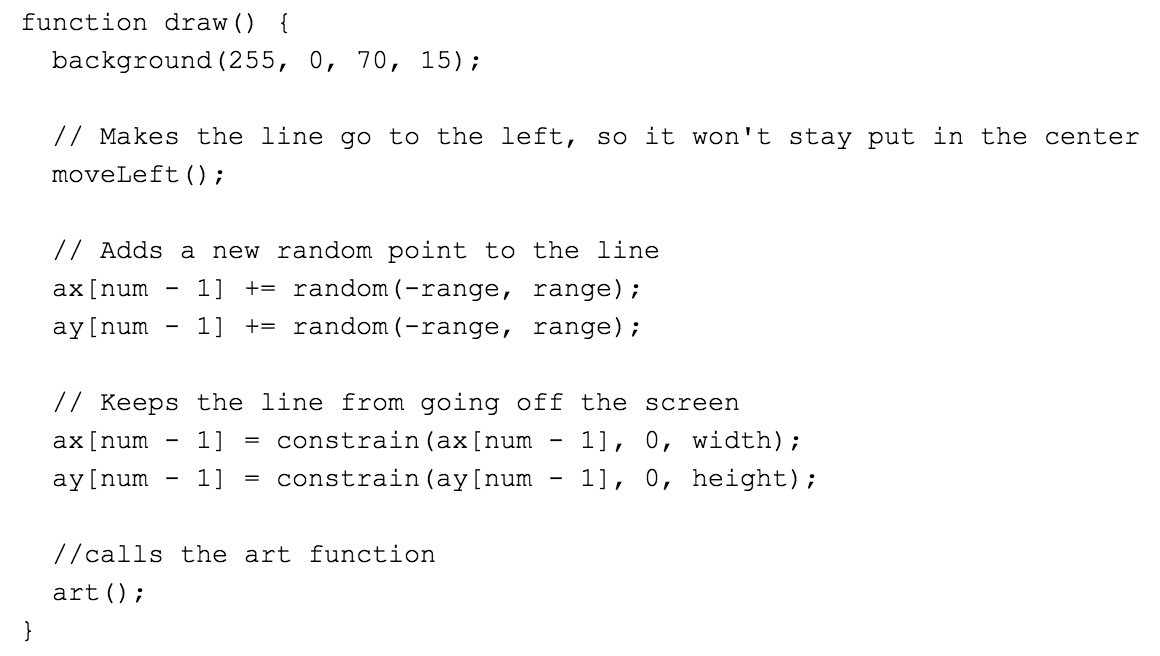 function draw() {
  background(255, 0, 70, 15);

  // Makes the line go to the left, so it won't stay put in the center
  moveLeft();

  // Adds a new random point to the line
  ax[num - 1] += random(-range, range);
  ay[num - 1] += random(-range, range);

  // Keeps the line from going off the screen
  ax[num - 1] = constrain(ax[num - 1], 0, width);
  ay[num - 1] = constrain(ay[num - 1], 0, height);

  //calls the art function
  art();
}